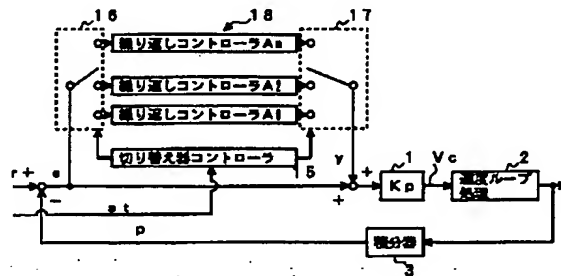 16
18
17
繰り返しコントローラAn
繰り返しコントローラA2
繰り返しコントローラA1
切り替え器コントローラ
5
r+
e
-
y
+
+
1
Kp
Vc
2
速度ループ
処理
at
p
積分器
3